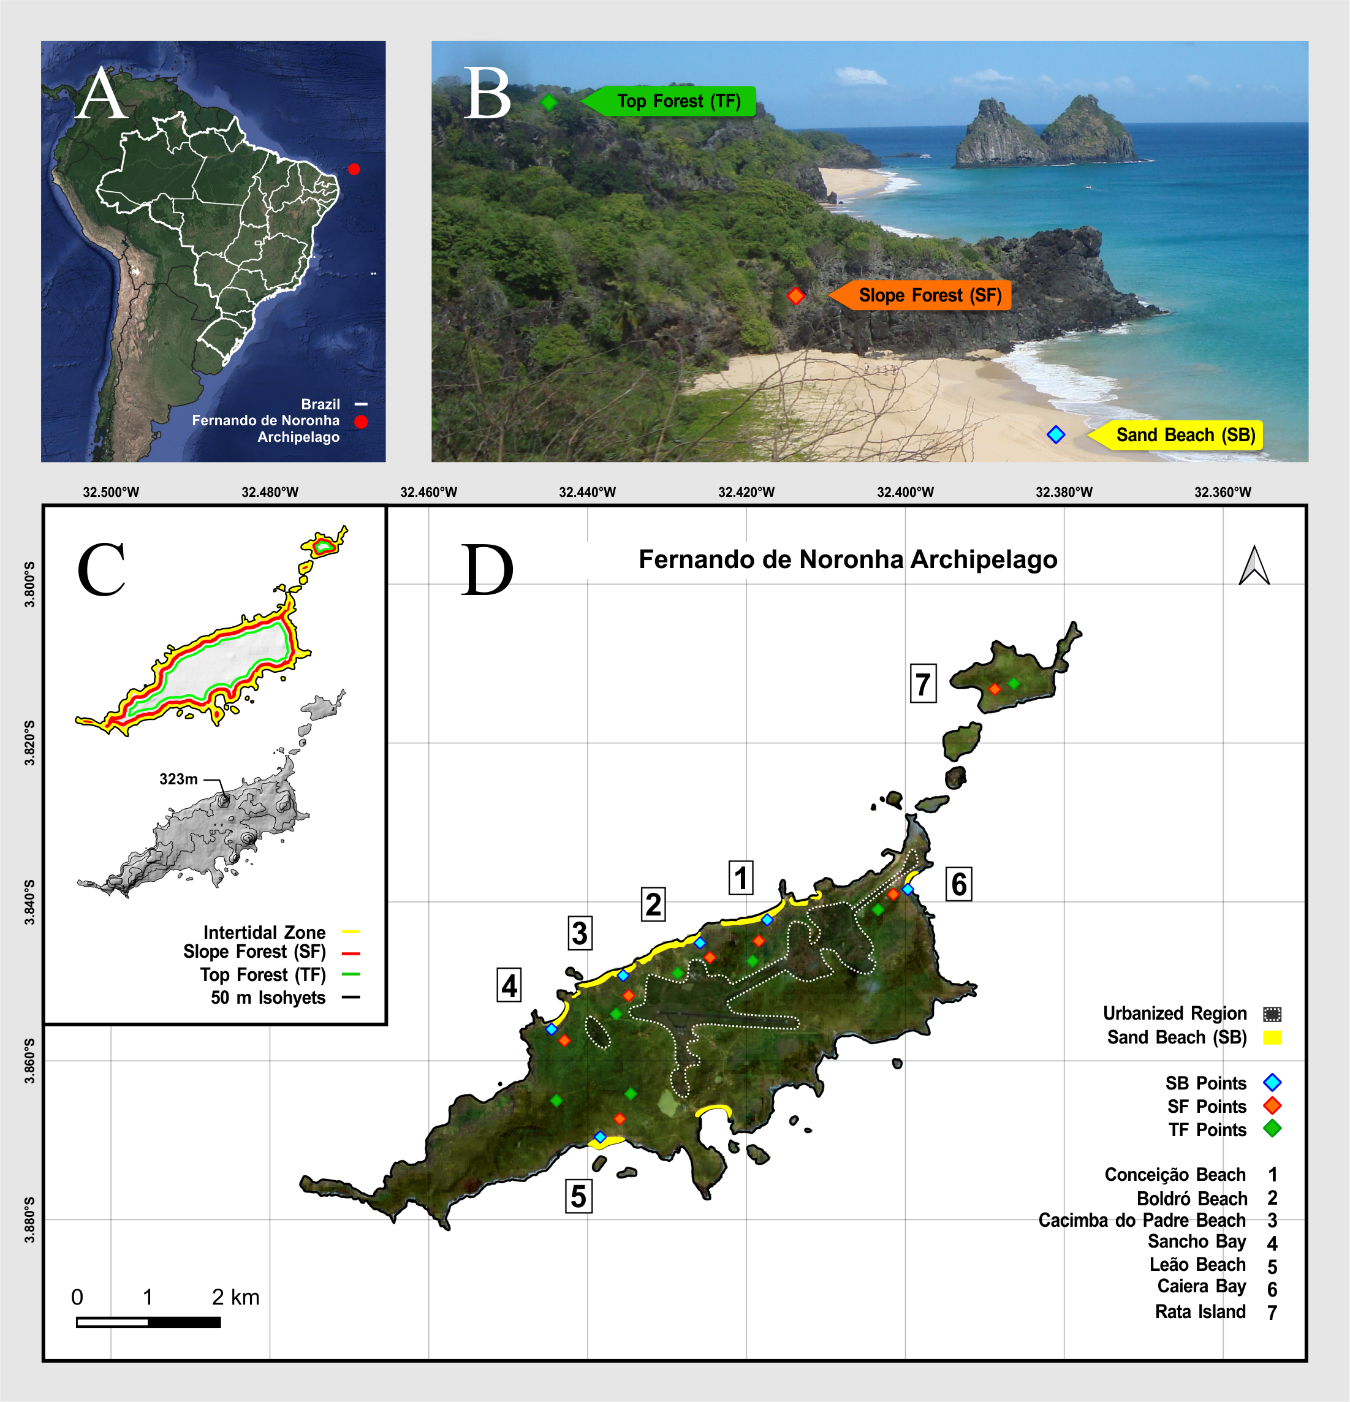 A
Brazil
Fernando de Noronha
Archipelago
B
Top Forest (TF)
Slope Forest (SF)
Sand Beach (SB)
32.500°W 32.480°W 32.460°W 32.440°W 32.420°W 32.400°W 32.380°W 32.360°W
3.800°S
3.820°S
3.840°S
3.860°S
3.880°S
C
323m
Intertidal Zone
Slope Forest (SF)
Top Forest (TF)
50 m Isohyets
D
Fernando de Noronha Archipelago
7
1
6
2
3
4
5
Urbanized Region
Sand Beach (SB)
SB Points
SF Points
TF Points
Conceição Beach 1
Boldró Beach 2
Cacimba do Padre Beach 3
Sancho Bay 4
Leão Beach 5
Caiera Bay 6
Rata Island 7
0 1 2 km